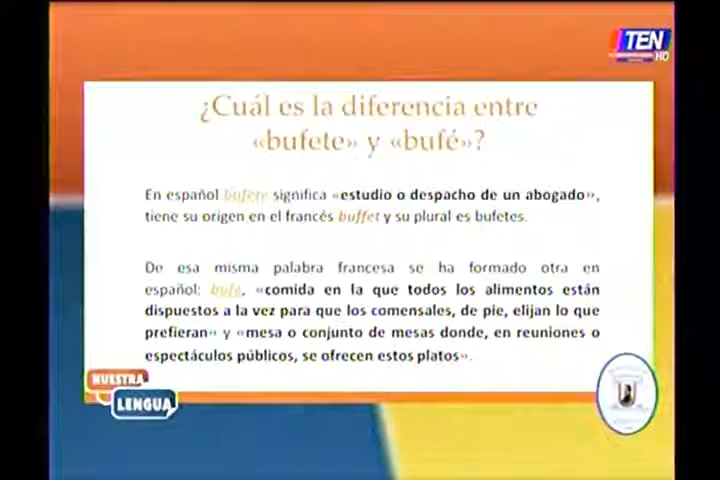 TEN
HD
¿Cuál es la diferencia entre
«bufete» y «bufé»?
En español bufete significa «estudio o despacho de un abogado»,
tiene su origen en el francés buffet y su plural es bufetes.
De esa misma palabra francesa se ha formado otra en
español: bufé, «comida en la que todos los alimentos están
dispuestos a la vez para que los comensales, de pie, elijan lo que
prefieran» y «mesa o conjunto de mesas donde, en reuniones o
espectáculos públicos, se ofrecen estos platos».
NUESTRA
LENGUA